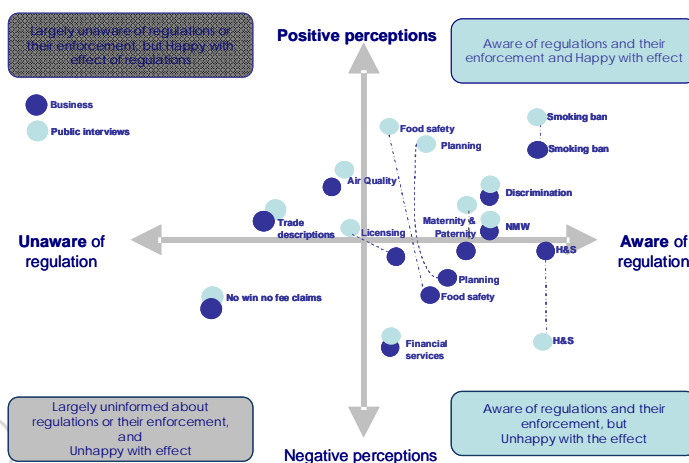 Largely unaware of regulations or
their enforcement, but Happy with
effect of regulations
Positive perceptions
Aware of regulations and their
enforcement and Happy with effect
Business
Public interviews
Smoking ban
Food safety
Planning
Smoking ban
Air Quality
Discrimination
Trade
descriptions
Licensing
Maternity &
Paternity
NMW
Unaware of
regulation
H&S
Aware of
regulation
Planning
No win no fee claims
Food safety
Financial
services
H&S
Largely uninformed about
regulations or their enforcement,
and
Unhappy with effect
Aware of regulations and their
enforcement, but
Unhappy with the effect
Negative perceptions